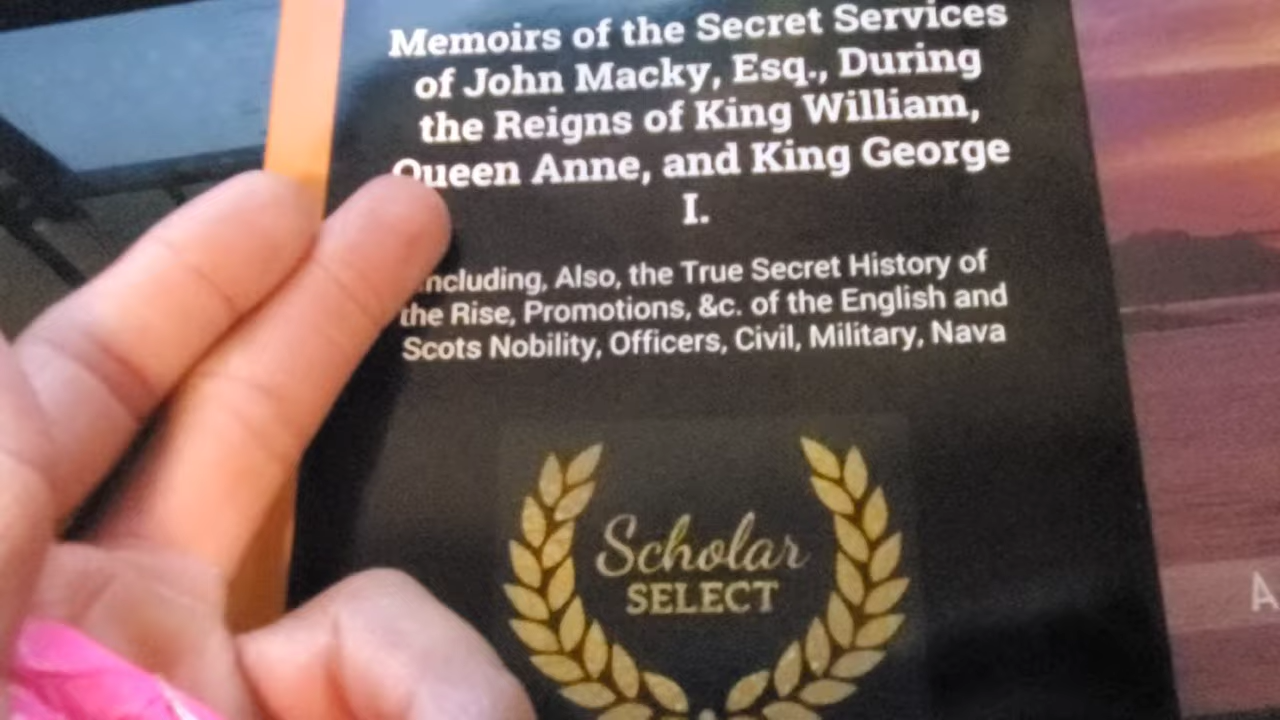 Memoirs of the Secret Services
of John Macky, Esq., During
the Reigns of King William,
Queen Anne, and King George
I.
Including, Also, the True Secret History of
the Rise, Promotions, &c. of the English and
Scots Nobility, Officers, Civil, Military, Nava
Scholar
SELECT
A